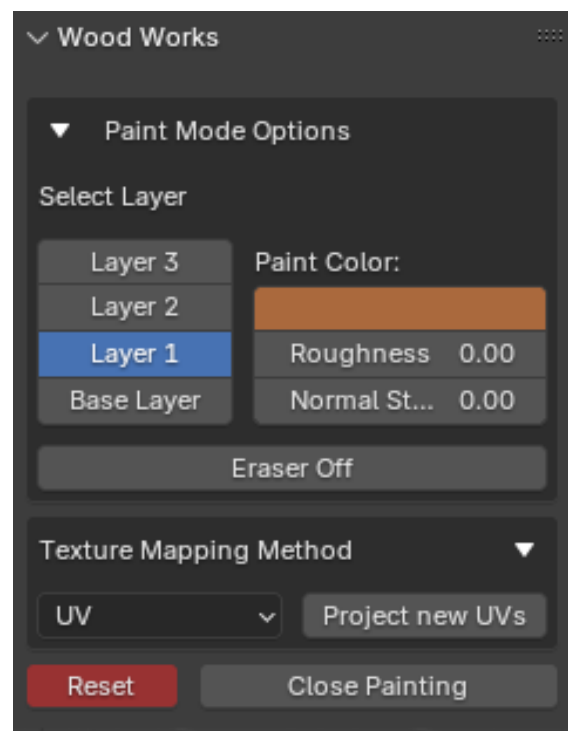 Wood Works
Paint Mode Options
Select Layer
Layer 3
Layer 2
Layer 1
Base Layer
Paint Color:
Roughness 0.00
Normal St... 0.00
Eraser Off
Texture Mapping Method
UV
Project new UVs
Reset
Close Painting